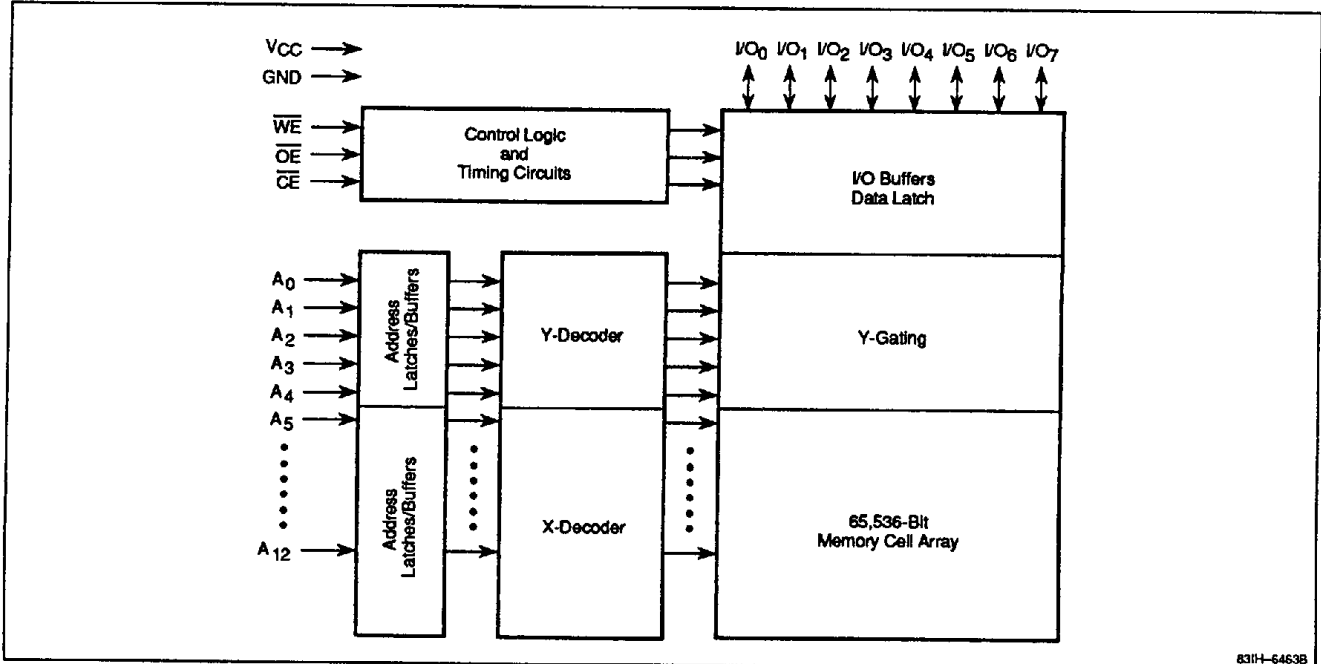 VCC
GND
WE
OE
CE
Control Logic
and
Timing Circuits
I/O0 I/O1 I/O2 I/O3 I/O4 I/O5 I/O6 I/O7
I/O Buffers
Data Latch
A0
A1
A2
A3
A4
A5
A12
Address
Latches/Buffers
Address
Latches/Buffers
Y-Decoder
X-Decoder
Y-Gating
65,536-Bit
Memory Cell Array
83IH-6463B